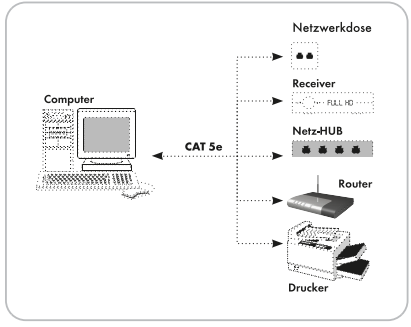 Netzwerkdose
Receiver
FULL HD
Computer
Netz-HUB
CAT 5e
Router
Drucker